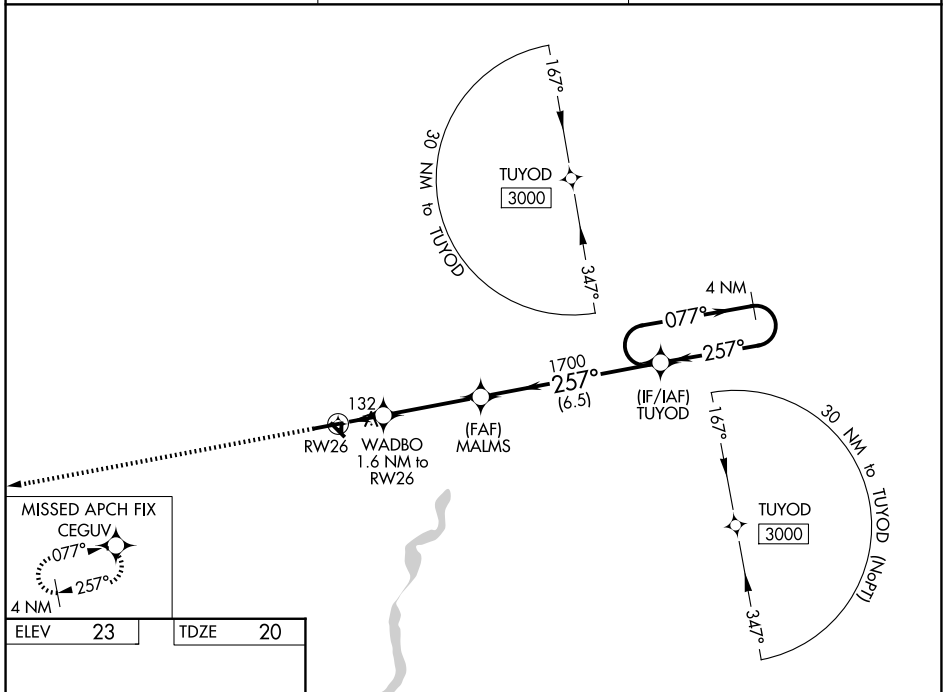 167°
30 NM to TUYOD
TUYOD
3000
347°
4 NM
077°
257°
1700
257°
(6.5)
(IF/IAF)
TUYOD
(FAF)
MALMS
132
RW26
WADBO
1.6 NM to
RW26
167°
30 NM to TUYOD (NoPT)
TUYOD
3000
347°
MISSED APCH FIX
CEGUV
077°
257°
4 NM
ELEV 23
TDZE 20